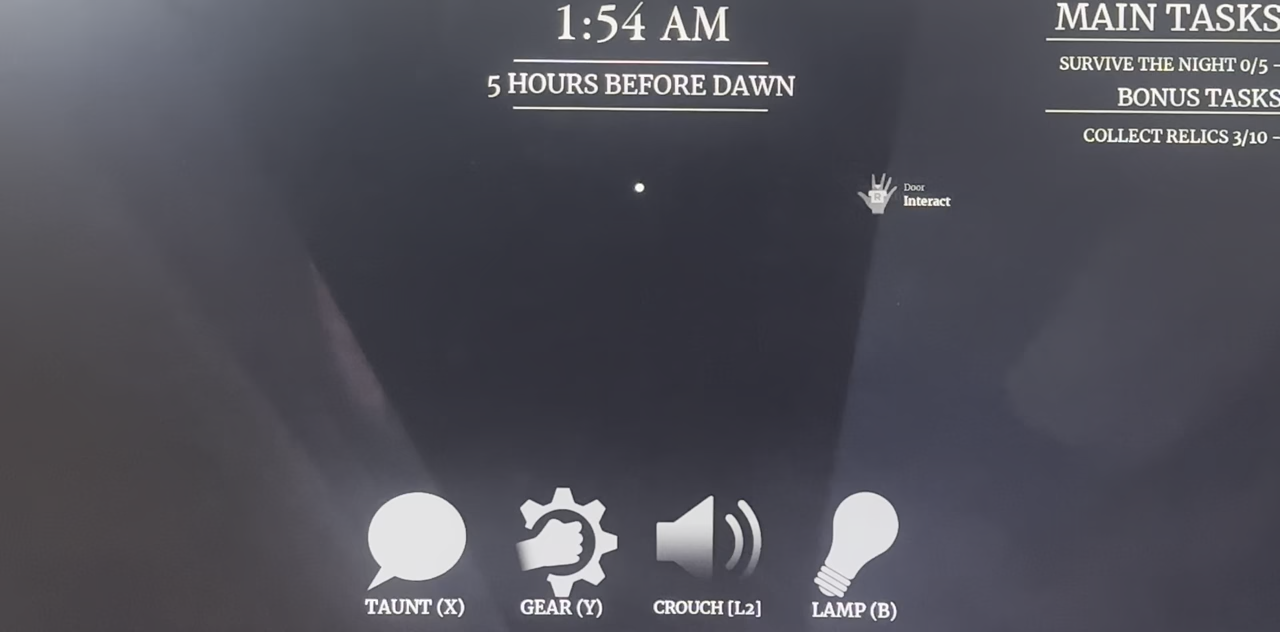 1:54 AM
5 HOURS BEFORE DAWN
MAIN TASKS
SURVIVE THE NIGHT 0/5 -
BONUS TASKS
COLLECT RELICS 3/10 -
R
Door
Interact
TAUNT (X)
GEAR (Y)
CROUCH [L2]
LAMP (B)